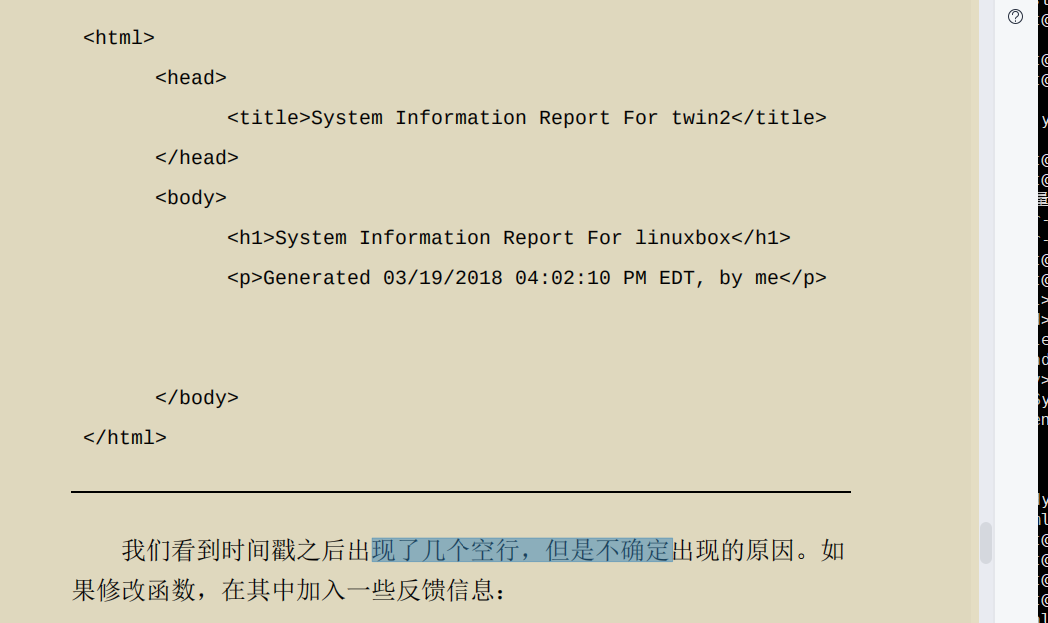 <html>
<head>
<title>System Information Report For twin2</title>
</head>
<body>
<h1>System Information Report For linuxbox</h1>
<p>Generated 03/19/2018 04:02:10 PM EDT, by me</p>
</body>
</html>
我们看到时间戳之后出现了几个空行，但是不确定出现的原因。如
果修改函数，在其中加入一些反馈信息：